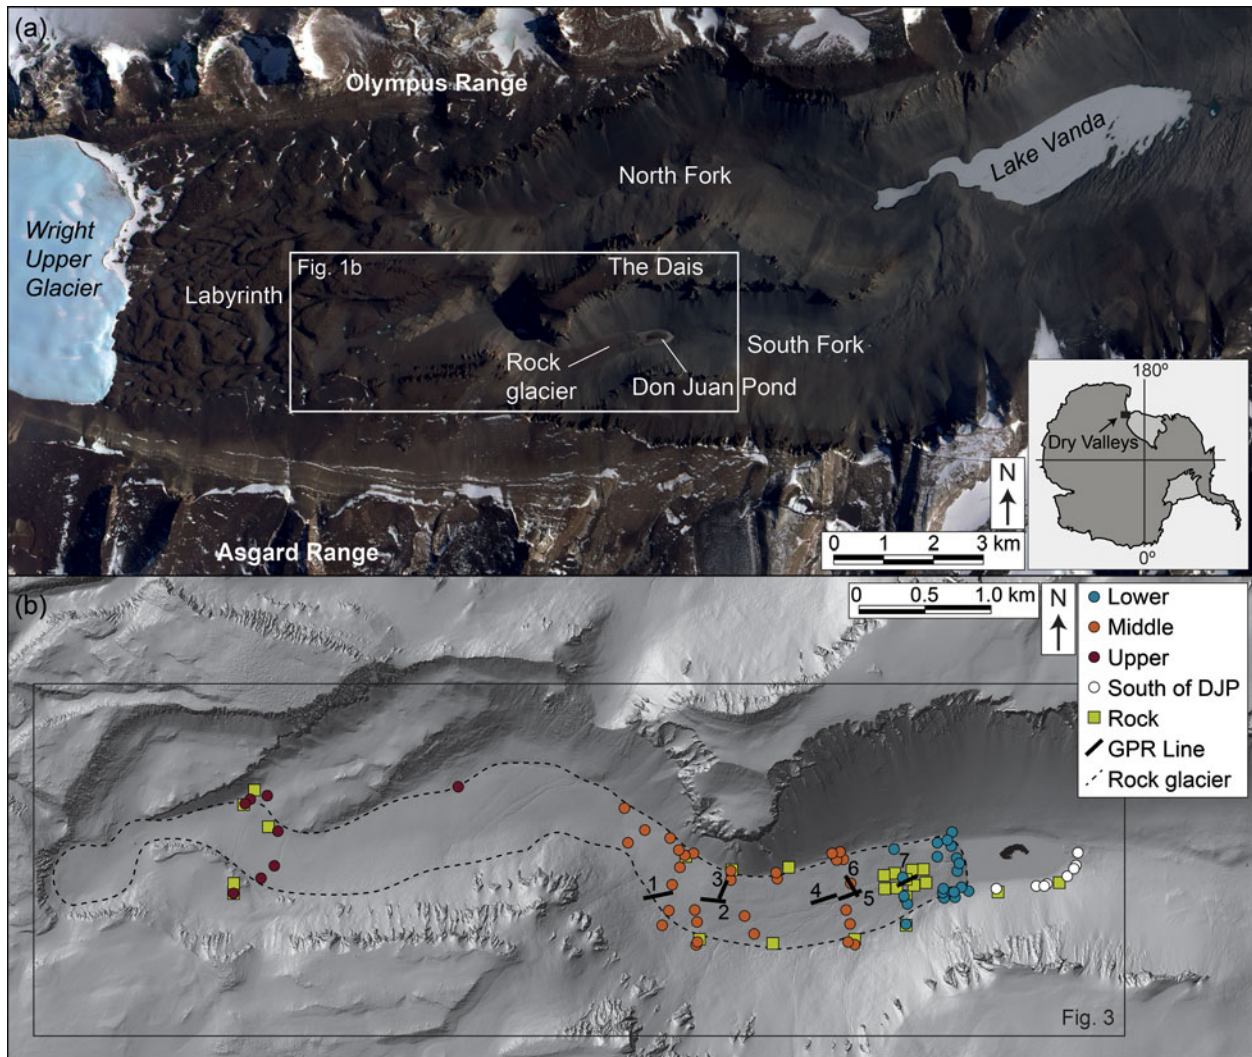 (a)
Olympus Range
Lake Vanda
North Fork
Wright
Upper
Glacier
Fig. 1b
The Dais
Labyrinth
South Fork
Rock
glacier
Don Juan Pond
180º
Dry Valleys
N
0 1 2 3 km
0º
Asgard Range
(b)
0 0.5 1.0 km
N
Lower
Middle
Upper
South of DJP
Rock
GPR Line
Rock glacier
1
2
3
4
5
6
7
Fig. 3